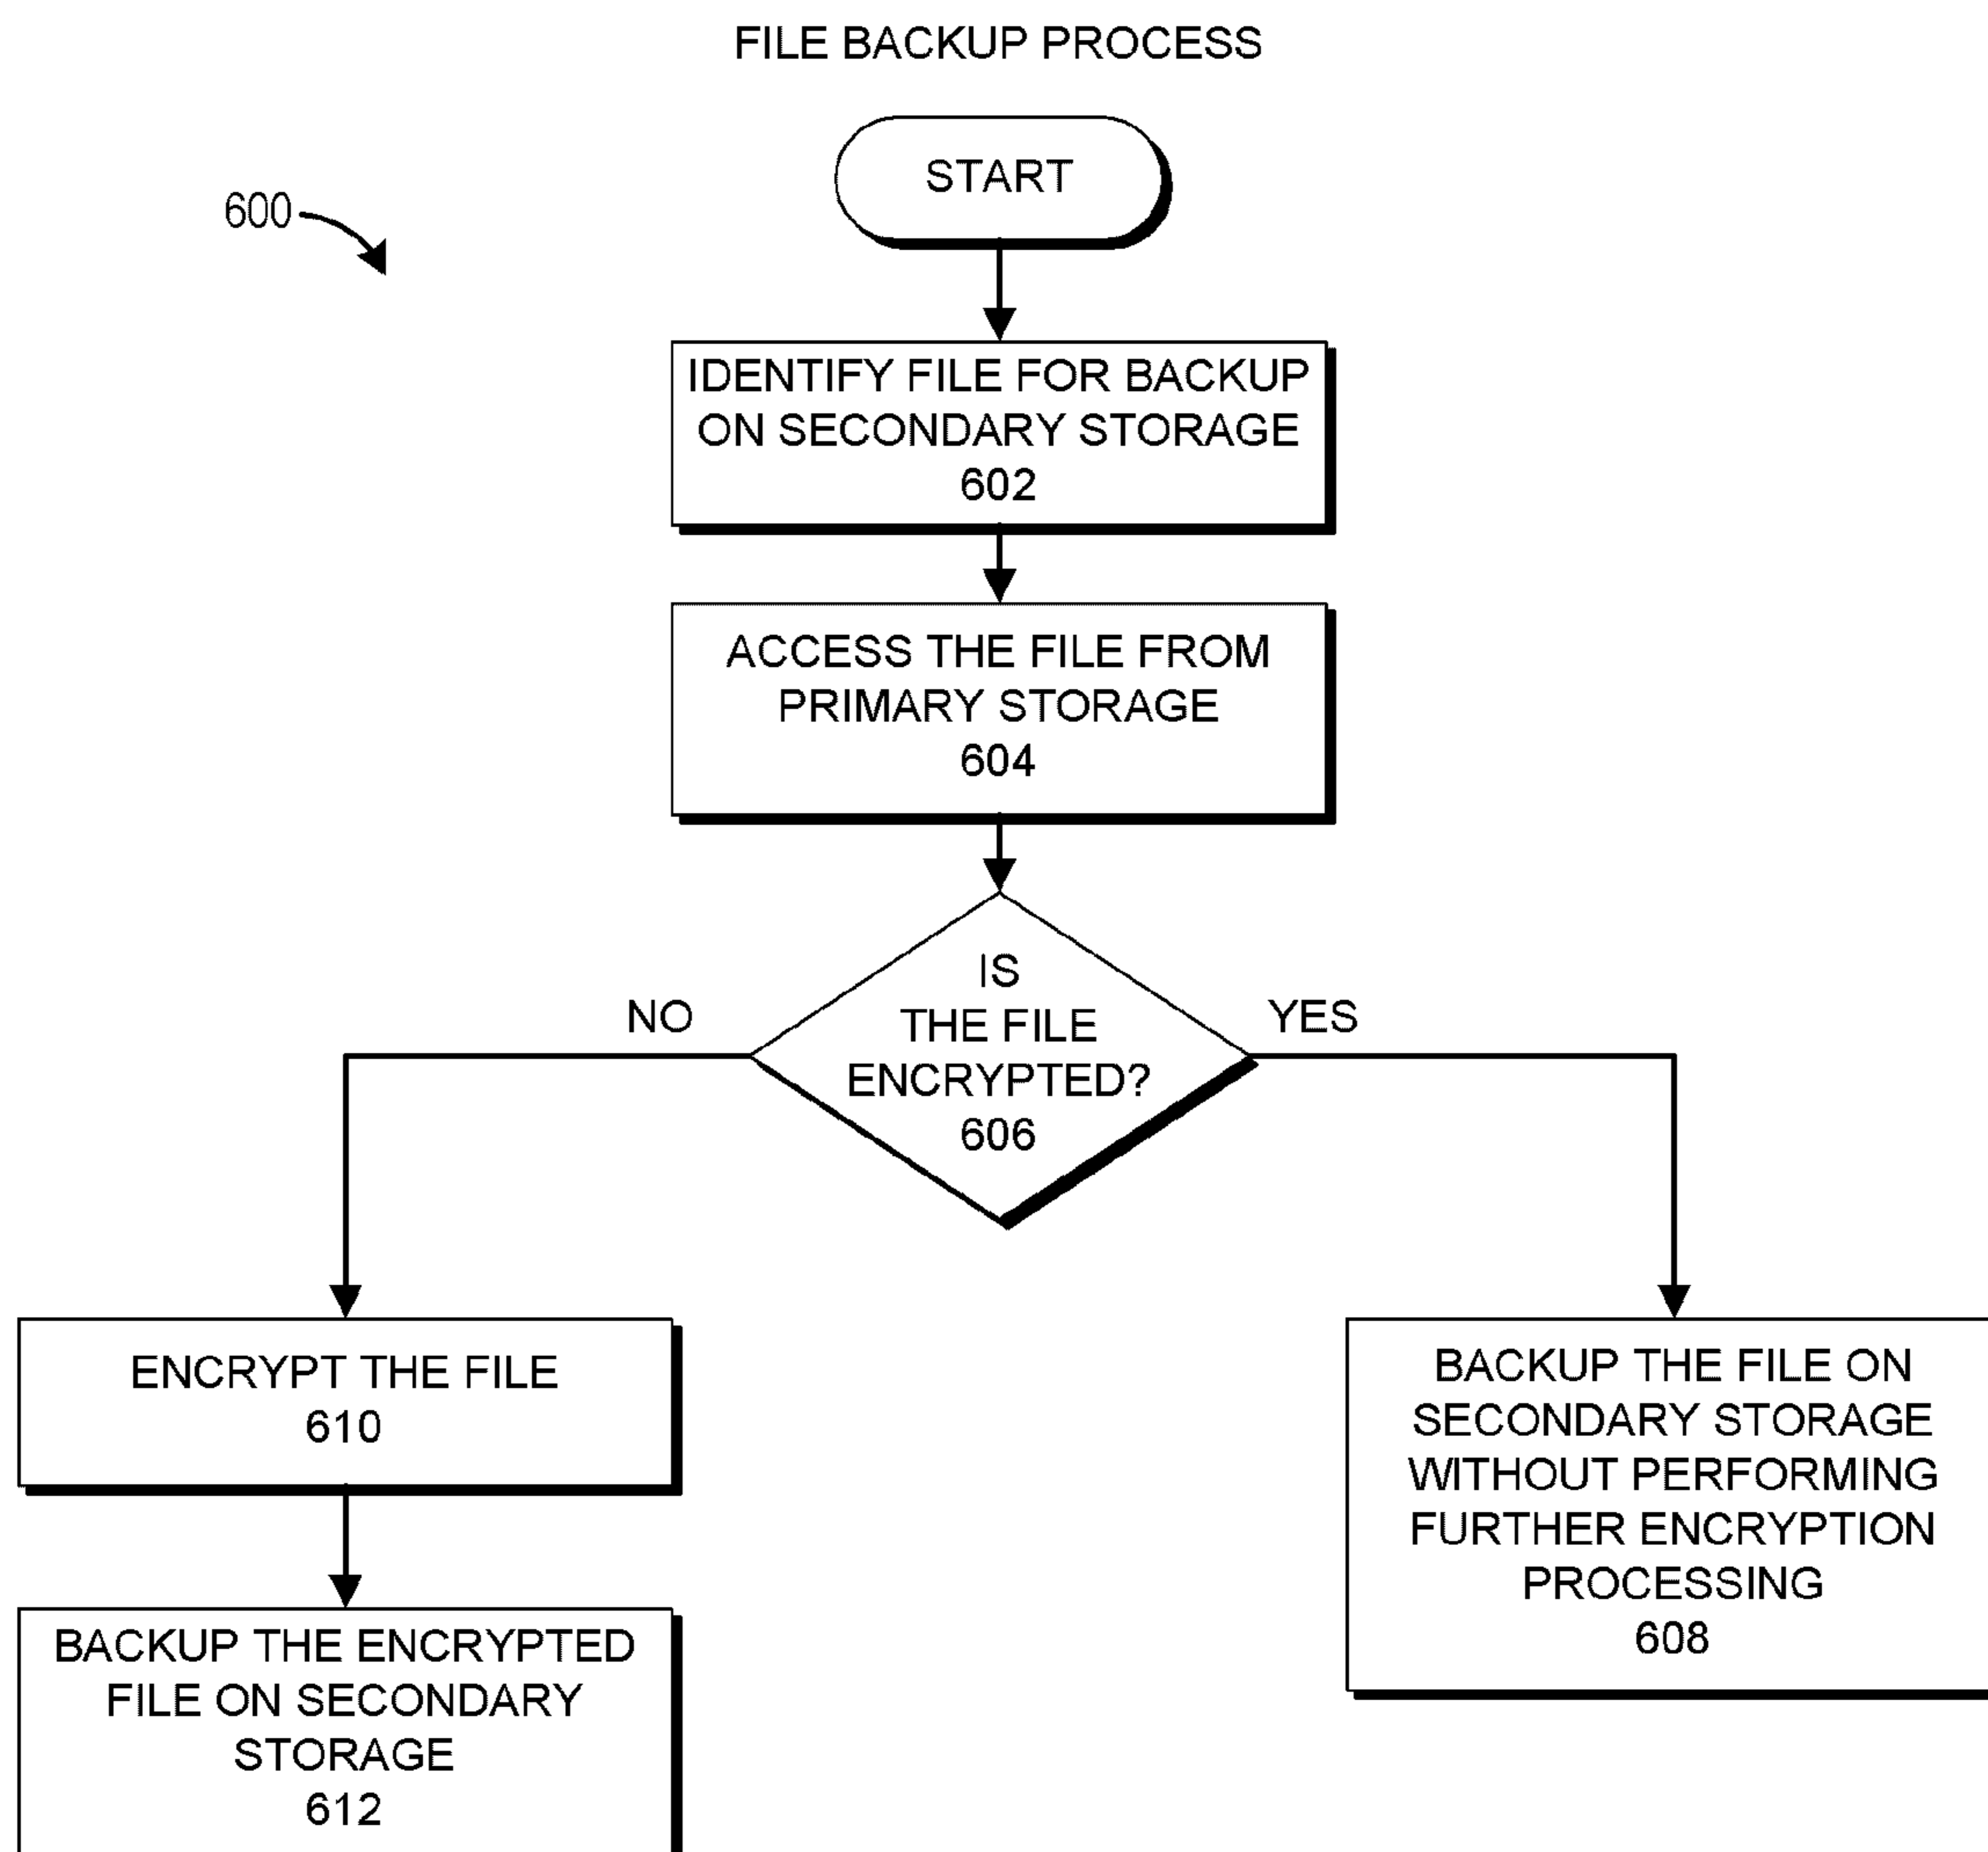 FILE BACKUP PROCESS
START
600
IDENTIFY FILE FOR BACKUP
ON SECONDARY STORAGE
602
ACCESS THE FILE FROM
PRIMARY STORAGE
604
IS
THE FILE
ENCRYPTED?
606
NO
YES
ENCRYPT THE FILE
610
BACKUP THE ENCRYPTED
FILE ON SECONDARY
STORAGE
612
BACKUP THE FILE ON
SECONDARY STORAGE
WITHOUT PERFORMING
FURTHER ENCRYPTION
PROCESSING
608